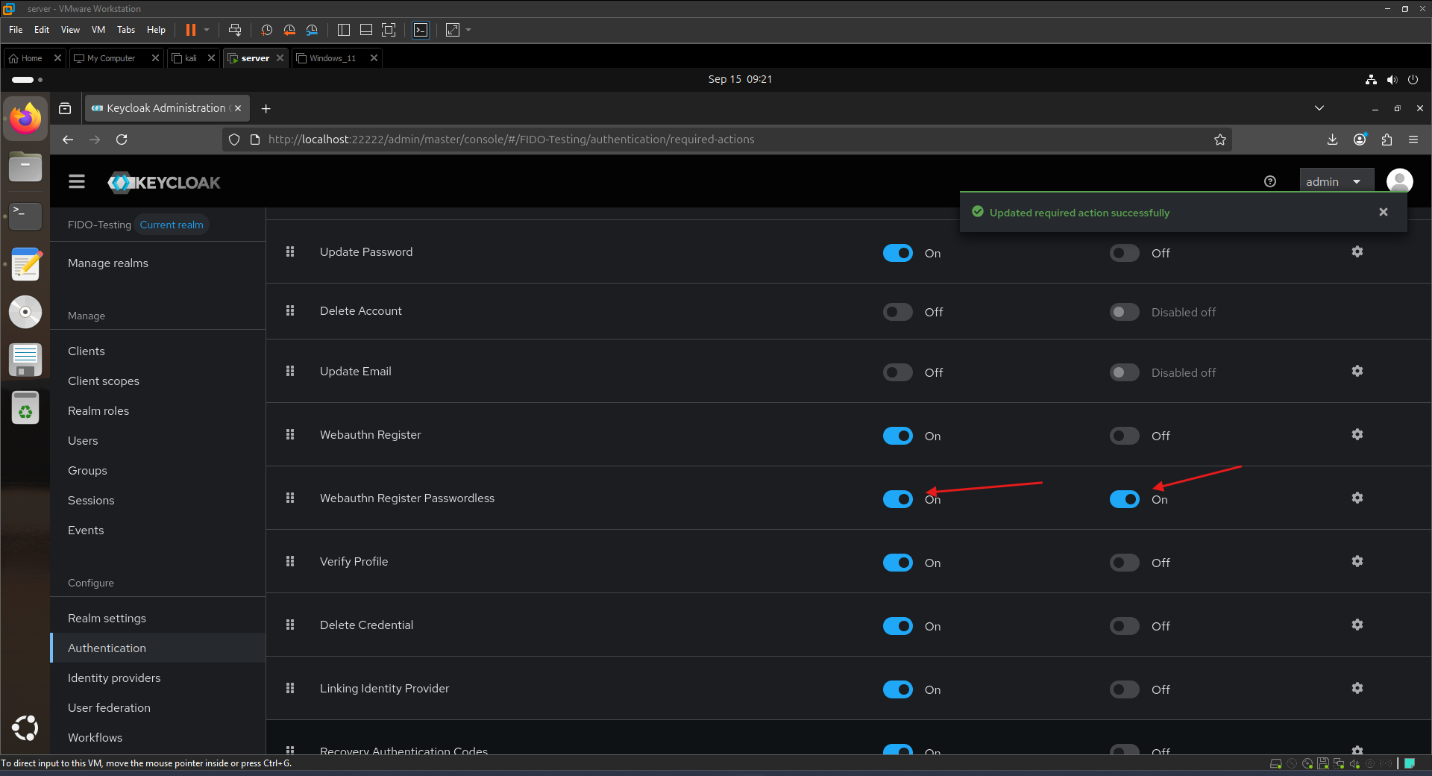 server - VMware Workstation
File Edit View VM Tabs Help
Home My Computer kali server Windows_11
Sep 15 09:21
Keycloak Administration
http://localhost:22222/admin/master/console/#/FIDO-Testing/authentication/required-actions
KEYCLOAK
admin
FIDO-Testing Current realm
Updated required action successfully
Manage realms
Manage
Clients
Client scopes
Realm roles
Users
Groups
Sessions
Events
Configure
Realm settings
Authentication
Identity providers
User federation
Workflows
Update Password On Off
Delete Account Off Disabled off
Update Email Off Disabled off
Webauthn Register On Off
Webauthn Register Passwordless On On
Verify Profile On Off
Delete Credential On Off
Linking Identity Provider On Off
Recovery Authentication Codes On Off
To direct input to this VM, move the mouse pointer inside or press Ctrl+G.